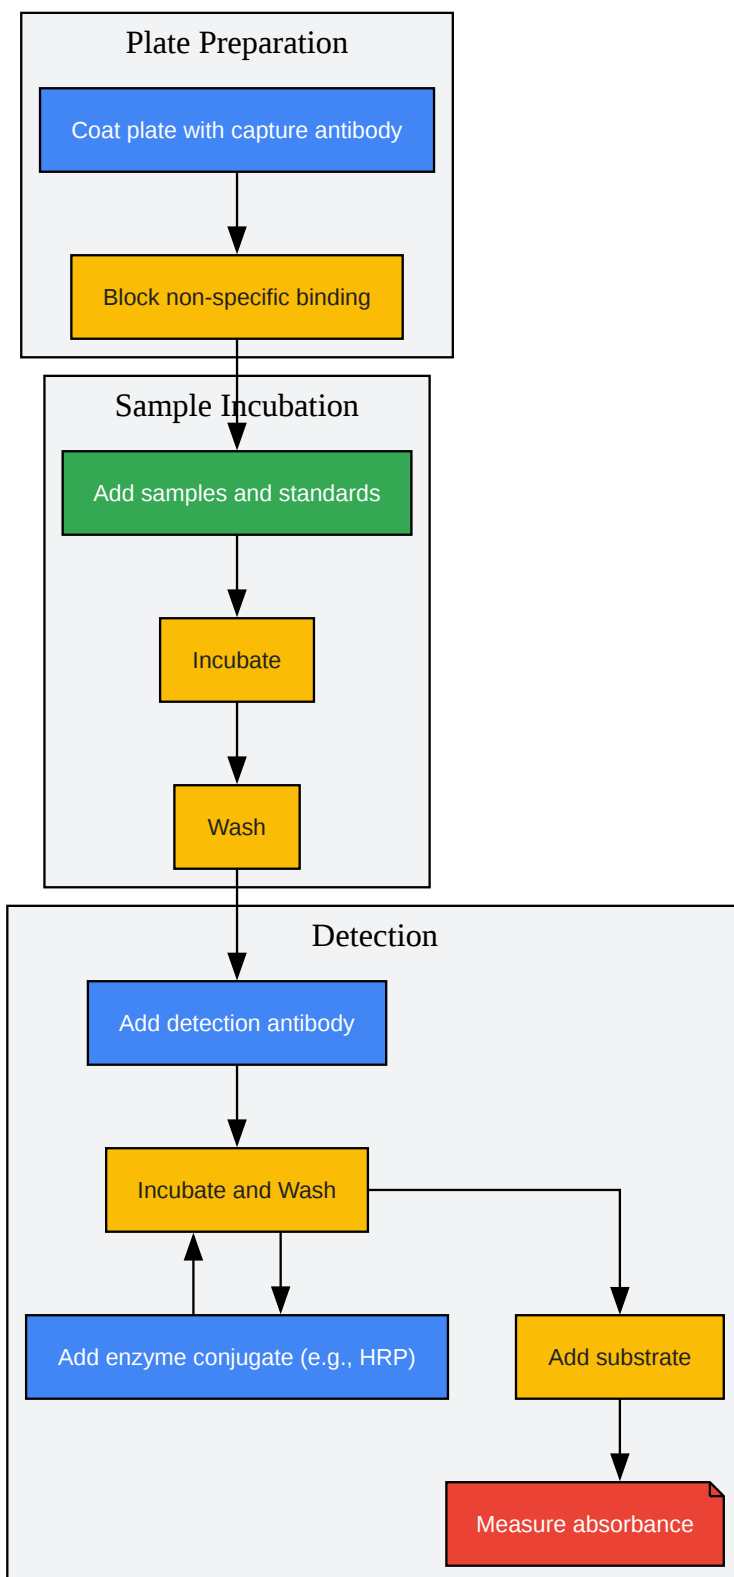 Plate Preparation
Coat plate with capture antibody
Block non-specific binding
Sample Incubation
Add samples and standards
Incubate
Wash
Detection
Add detection antibody
Incubate and Wash
Add enzyme conjugate (e.g., HRP)
Add substrate
Measure absorbance